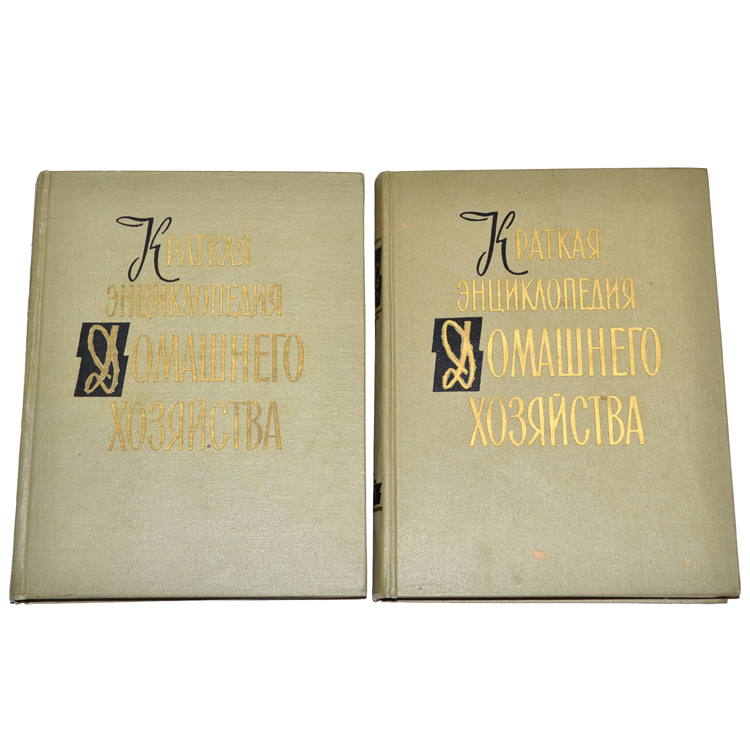 Краткая
энциклопедия
Домашнего
хозяйства
Краткая
энциклопедия
Домашнего
хозяйства